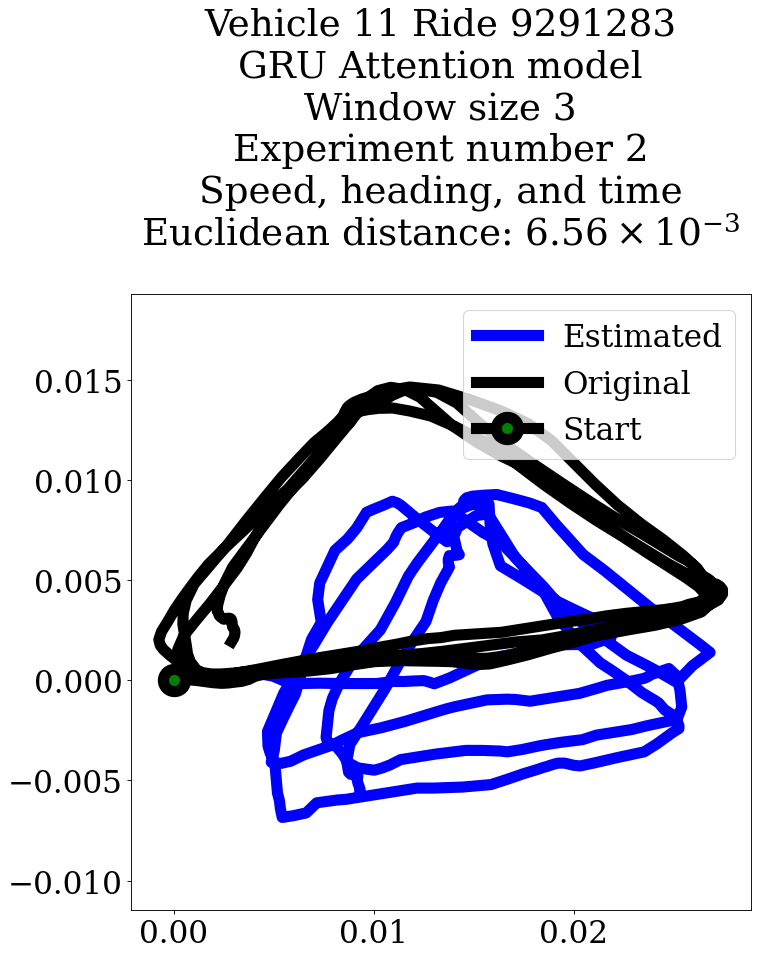 Vehicle 11 Ride 9291283
GRU Attention model
Window size 3
Experiment number 2
Speed, heading, and time
Euclidean distance: 6.56 × 10⁻³
Estimated
Original
Start
0.015
0.010
0.005
0.000
−0.005
−0.010
0.00 0.01 0.02